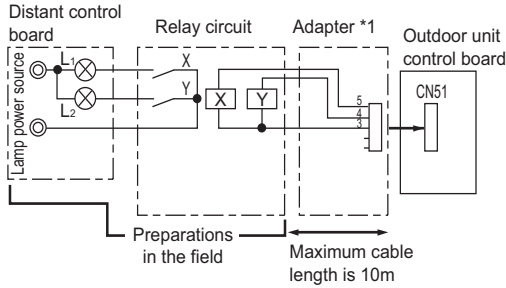 Distant control
board
Relay circuit
Adapter *1
Outdoor unit
control board
Lamp power source
L1
L2
X
Y
X
Y
5
4
3
CN51
Preparations
in the field
Maximum cable
length is 10m